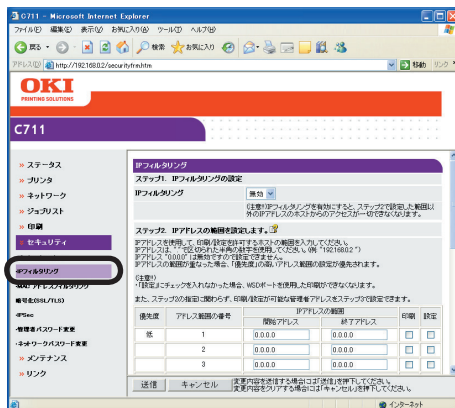 C711 - Microsoft Internet Explorer
ファイル(F) 編集(E) 表示(V) お気に入り(A) ツール(T) ヘルプ(H)
戻る 検索 お気に入り
アドレス(D) http://192.168.0.2/securityfrm.htm 移動 リンク
OKI
PRINTING SOLUTIONS
C711
» ステータス
» プリンタ
» ネットワーク
» ジョブリスト
» 印刷
» セキュリティ
・IPフィルタリング
・MACアドレスフィルタリング
暗号化(SSL/TLS)
・IPSec
・管理者パスワード変更
・ネットワークパスワード変更
» メンテナンス
» リンク
IPフィルタリング
ステップ1. IPフィルタリングの設定
IPフィルタリング 無効
(注意)IPフィルタリングを有効にすると、ステップ2で設定した範囲以
外のIPアドレスのホストからのアクセスが一切できなくなります。
ステップ2. IPアドレスの範囲を設定します。
IPアドレスを使用して、印刷/設定を許可するホストの範囲を入力してください。
IPアドレスは、"."で区切られた半角の数字を使用してください。(例 "192.168.0.2")
IPアドレス "0.0.0.0" は無効ですので設定できません。
IPアドレスの範囲が重なった場合、「優先度」の高いアドレス範囲の設定が優先されます。
(注意)
・「設定」にチェックを入れなかった場合、WSDポートを使用した印刷ができなくなります。
また、ステップ2の指定に関わらず、印刷/設定が可能な管理者アドレスをステップ3で設定できます。
優先度 アドレス範囲の番号 IPアドレスの範囲 印刷 設定
開始アドレス 終了アドレス
低 1 0.0.0.0 0.0.0.0
2 0.0.0.0 0.0.0.0
3 0.0.0.0 0.0.0.0
送信 キャンセル
変更内容を送信する場合には「送信」を押下してください。
変更内容をクリアする場合には「キャンセル」を押下してください。
インターネット